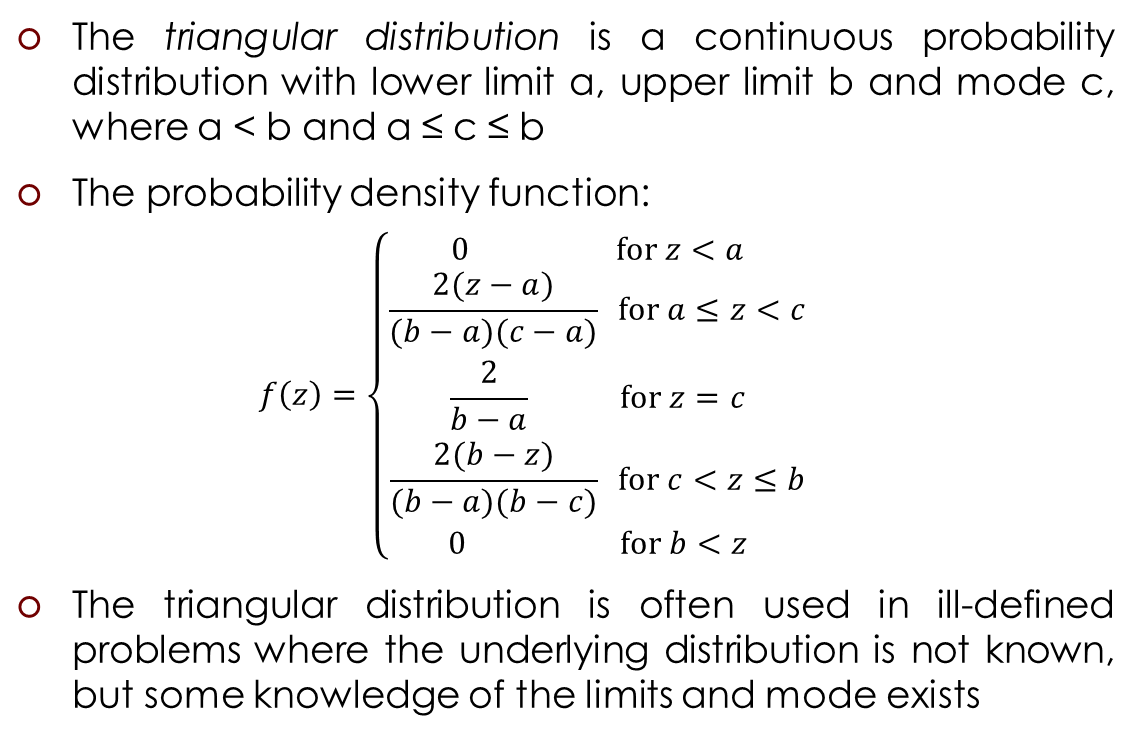 o The triangular distribution is a continuous probability
distribution with lower limit a, upper limit b and mode c,
where a < b and a ≤ c ≤ b
o The probability density function:
0 for z < a
2(z − a)
(b − a)(c − a)
for a ≤ z < c
f(z) =
2
b − a
for z = c
2(b − z)
(b − a)(b − c)
for c < z ≤ b
0 for b < z
o The triangular distribution is often used in ill-defined
problems where the underlying distribution is not known,
but some knowledge of the limits and mode exists